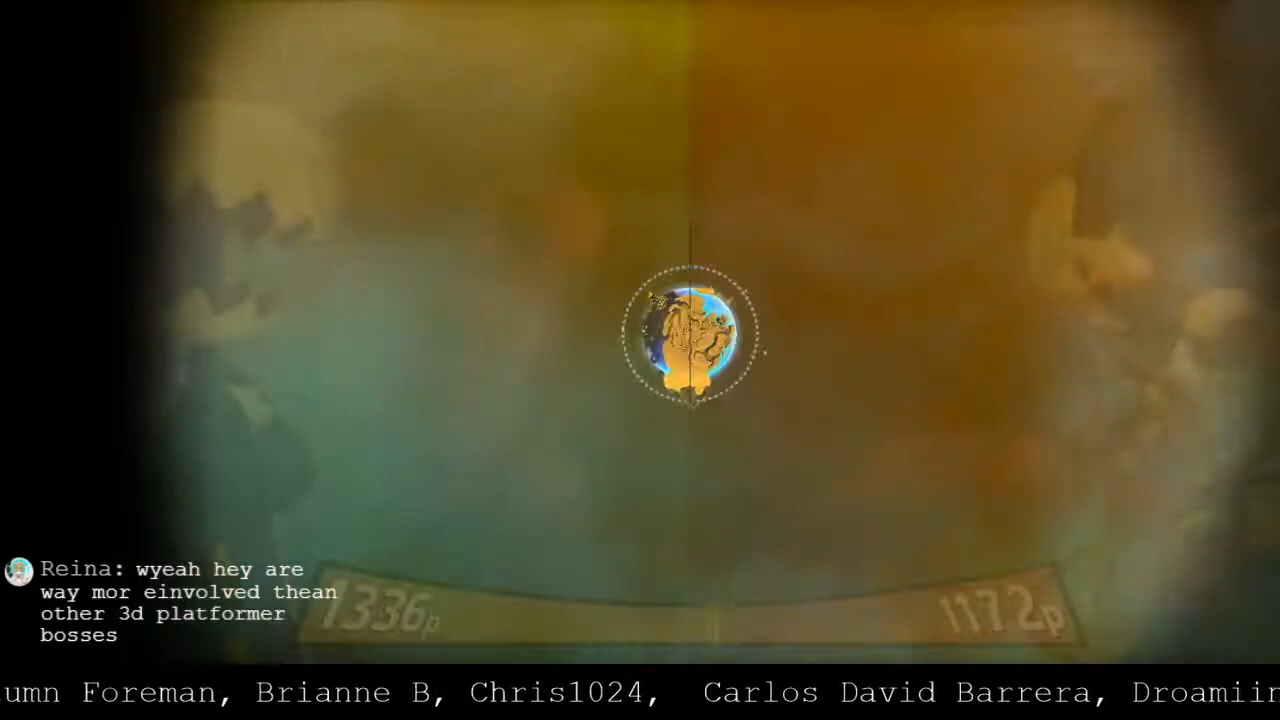 1336p
1172p
Reina: wyeah hey are
way mor einvolved thean
other 3d platformer
bosses
umn Foreman, Brianne B, Chris1024, Carlos David Barrera, Droamiin